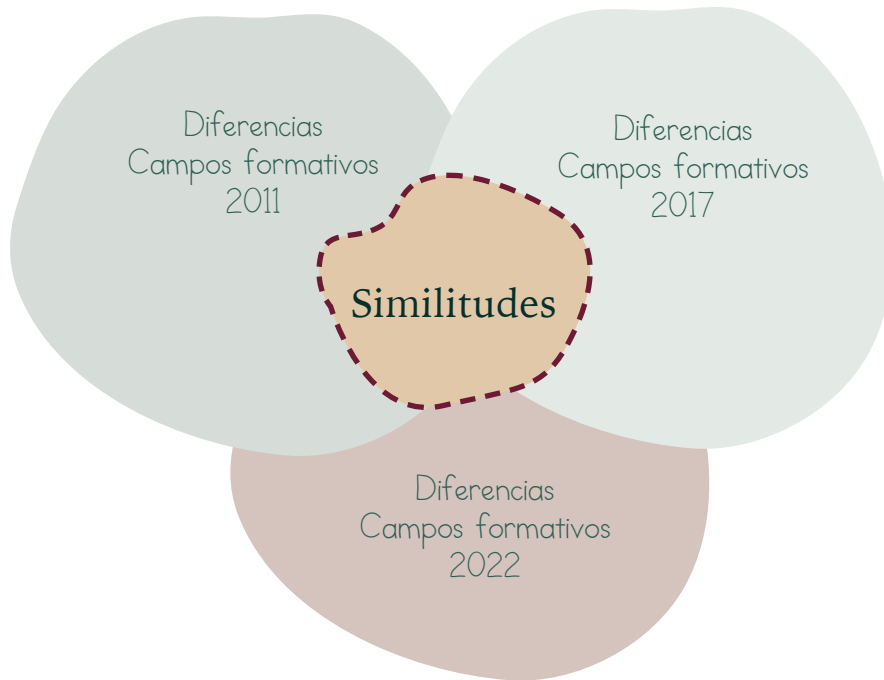 Diferencias
Campos formativos
2011
Diferencias
Campos formativos
2017
Similitudes
Diferencias
Campos formativos
2022